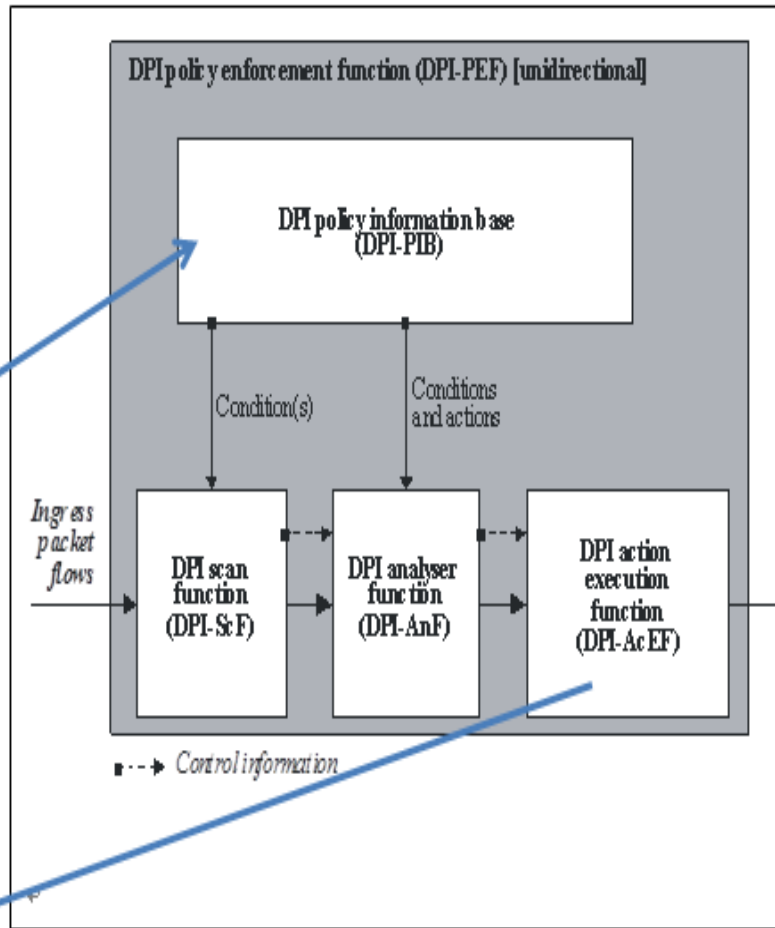 DPI policy enforcement function (DPI-PEF) [unidirectional]
DPI policy information base
(DPI-PIB)
Condition(s)
Conditions
and actions
Ingress
packet
flows
DPI scan
function
(DPI-ScF)
DPI analyser
function
(DPI-AnF)
DPI action
execution
function
(DPI-AcEF)
Control information